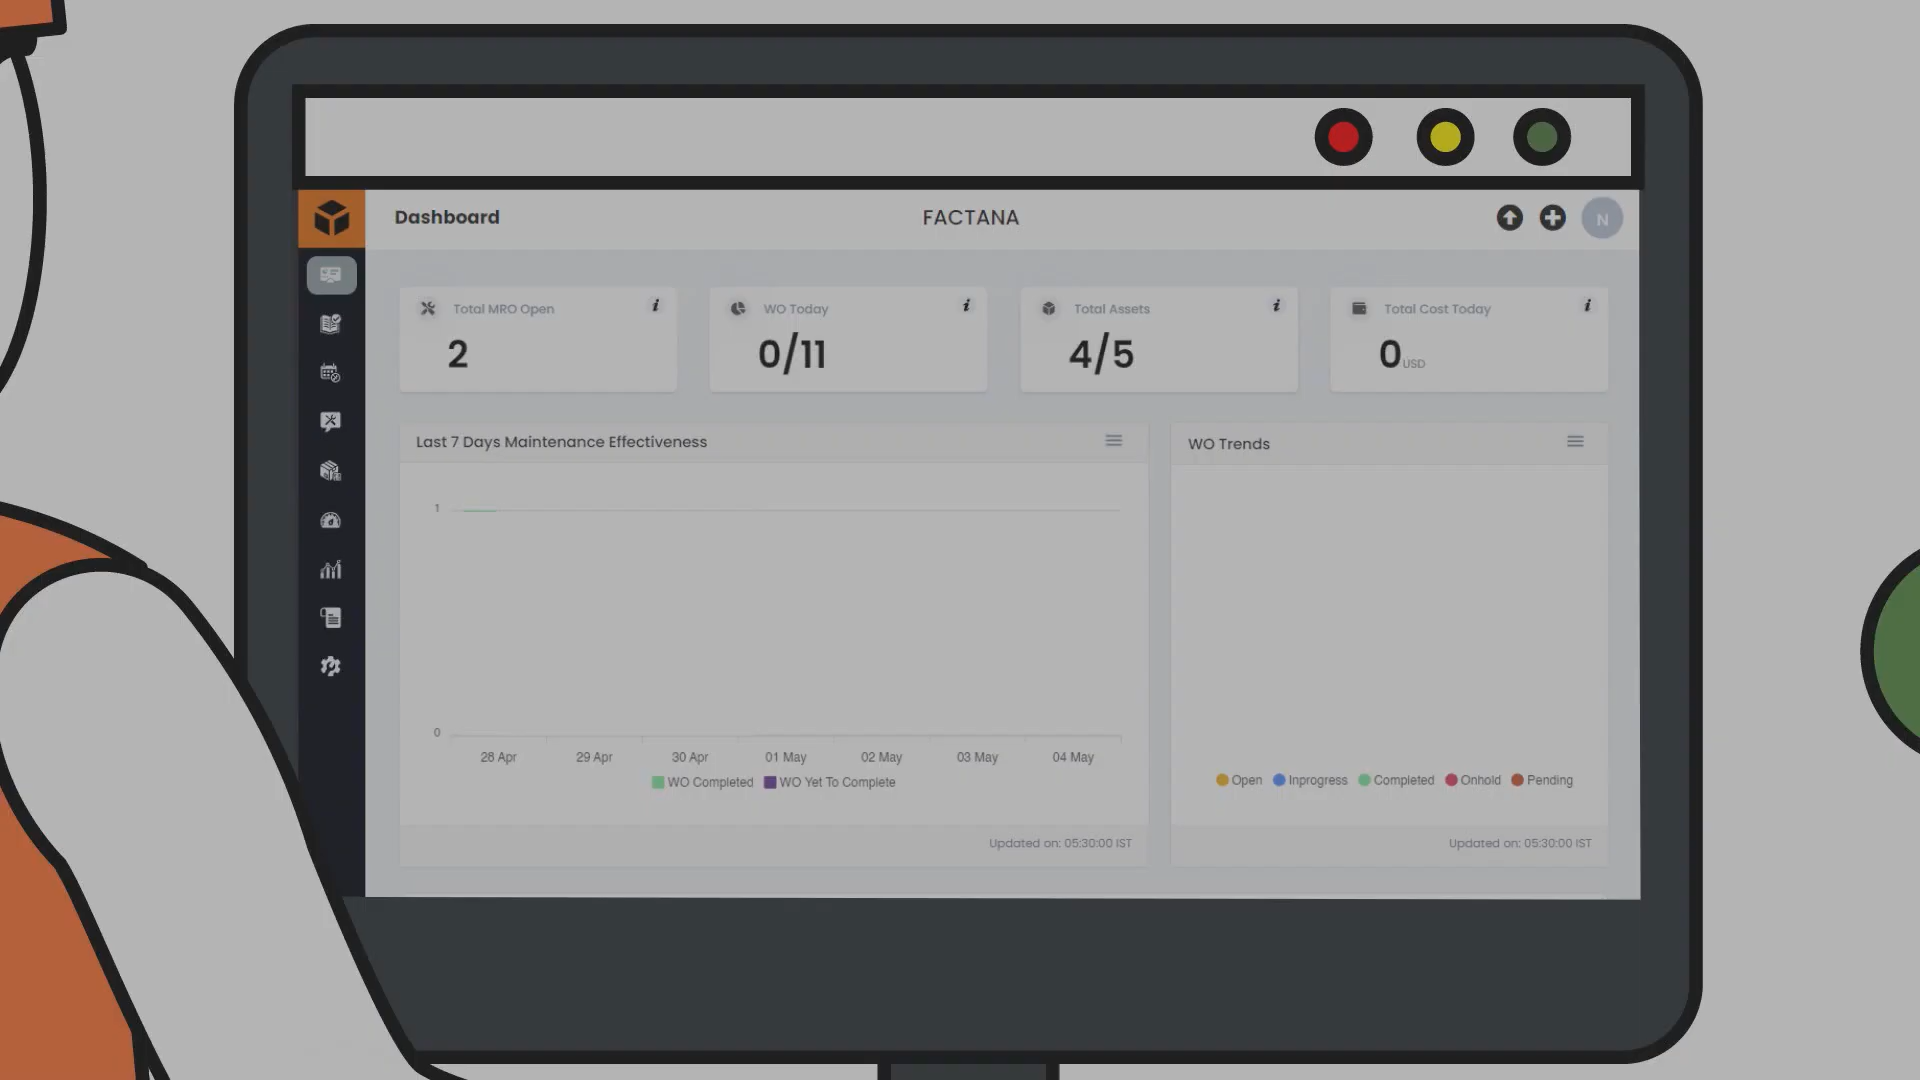 Dashboard
FACTANA
N
Total MRO Open
i
2
WO Today
i
0/11
Total Assets
i
4/5
Total Cost Today
i
0 USD
Last 7 Days Maintenance Effectiveness
1
0
28 Apr 29 Apr 30 Apr 01 May 02 May 03 May 04 May
WO Completed WO Yet To Complete
Updated on: 05:30:00 IST
WO Trends
Open Inprogress Completed Onhold Pending
Updated on: 05:30:00 IST